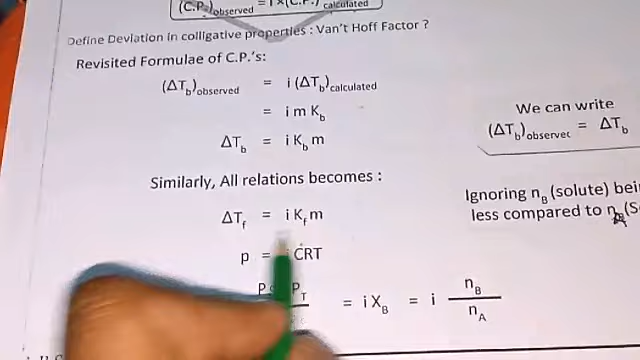 (C.P.)observed = i × (C.P.)calculated
Define Deviation in colligative properties : Van't Hoff Factor ?
Revisited Formulae of C.P.'s:
(ΔTb)observed = i (ΔTb)calculated
= i m Kb
ΔTb = i Kb m
We can write
(ΔTb)observed = ΔTb
Similarly, All relations becomes :
ΔTf = i Kf m
Ignoring nB (solute)
less compared to
p = i CRT
PT
= i XB = i nB / nA